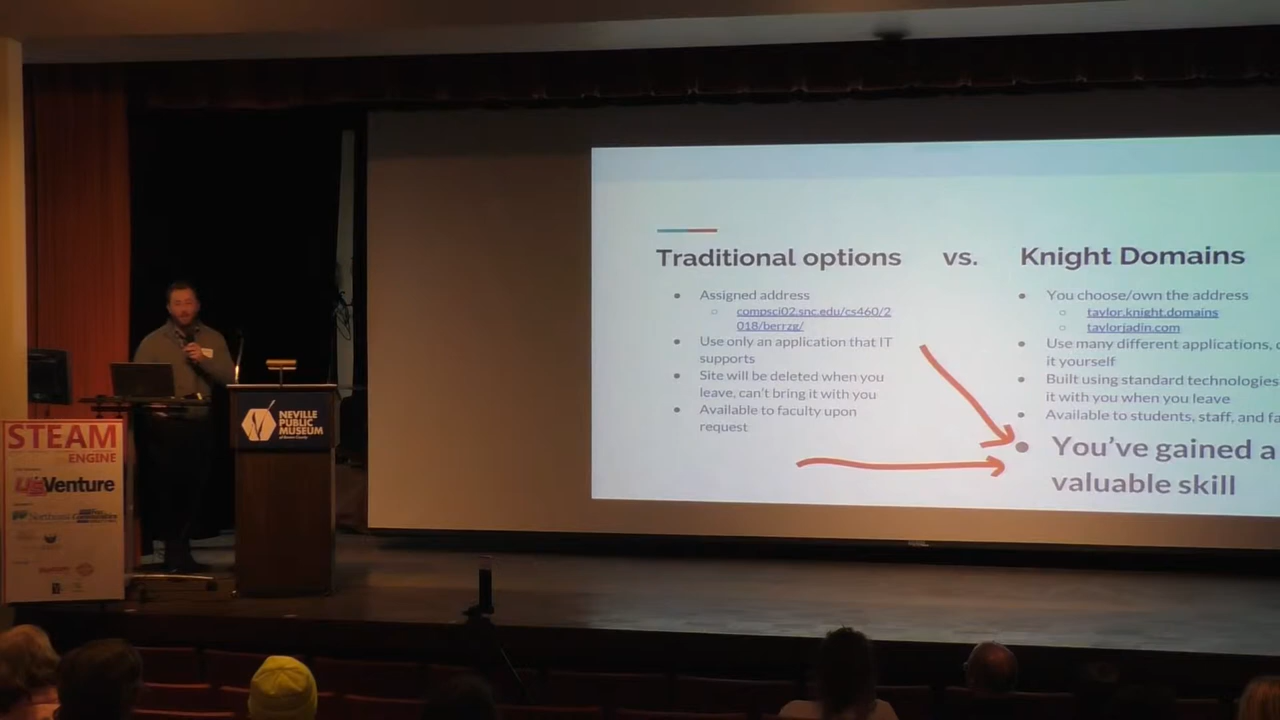 Traditional options vs. Knight Domains
Assigned address
compsci02.snc.edu/cs460/2
018/berrzg/
Use only an application that IT
supports
Site will be deleted when you
leave, can't bring it with you
Available to faculty upon
request
You choose/own the address
taylor.knight.domains
taylorjadin.com
Use many different applications,
it yourself
Built using standard technologies
it with you when you leave
Available to students, staff, and
You've gained a
valuable skill
NEVILLE
PUBLIC
MUSEUM
STEAM
ENGINE
U.S. Venture